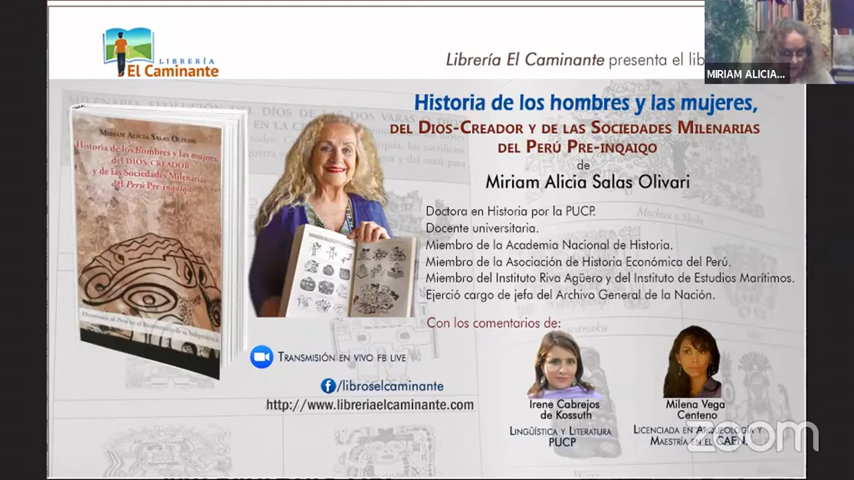 LIBRERÍA
EL CAMINANTE
Librería El Caminante presenta el lib
MIRIAM ALICIA...
Historia de los hombres y las mujeres,
DEL DIOS-CREADOR Y DE LAS SOCIEDADES MILENARIAS
DEL PERÚ PRE-INQAIQO
de
Miriam Alicia Salas Olivari
MIRIAM ALICIA SALAS OLIVARI
Historia de los hombres y las mujeres,
del DIOS-CREADOR
y de las Sociedades Milenarias
del Perú Pre-inqaiqo
Doctora en Historia por la PUCP.
Docente universitaria.
Miembro de la Academia Nacional de Historia.
Miembro de la Asociación de Historia Económica del Perú.
Miembro del Instituto Riva Agüero y del Instituto de Estudios Marítimos.
Ejerció cargo de jefa del Archivo General de la Nación.
Con los comentarios de:
TRANSMISIÓN EN VIVO FB LIVE
/libroselcaminante
http://www.libreriaelcaminante.com
Irene Cabrejos
de Kossuth
LINGÜÍSTICA Y LITERATURA
PUCP
Milena Vega
Centeno
LICENCIADA EN ARQUEOLOGÍA Y
MAESTRÍA EN EL CAEN.
zoom